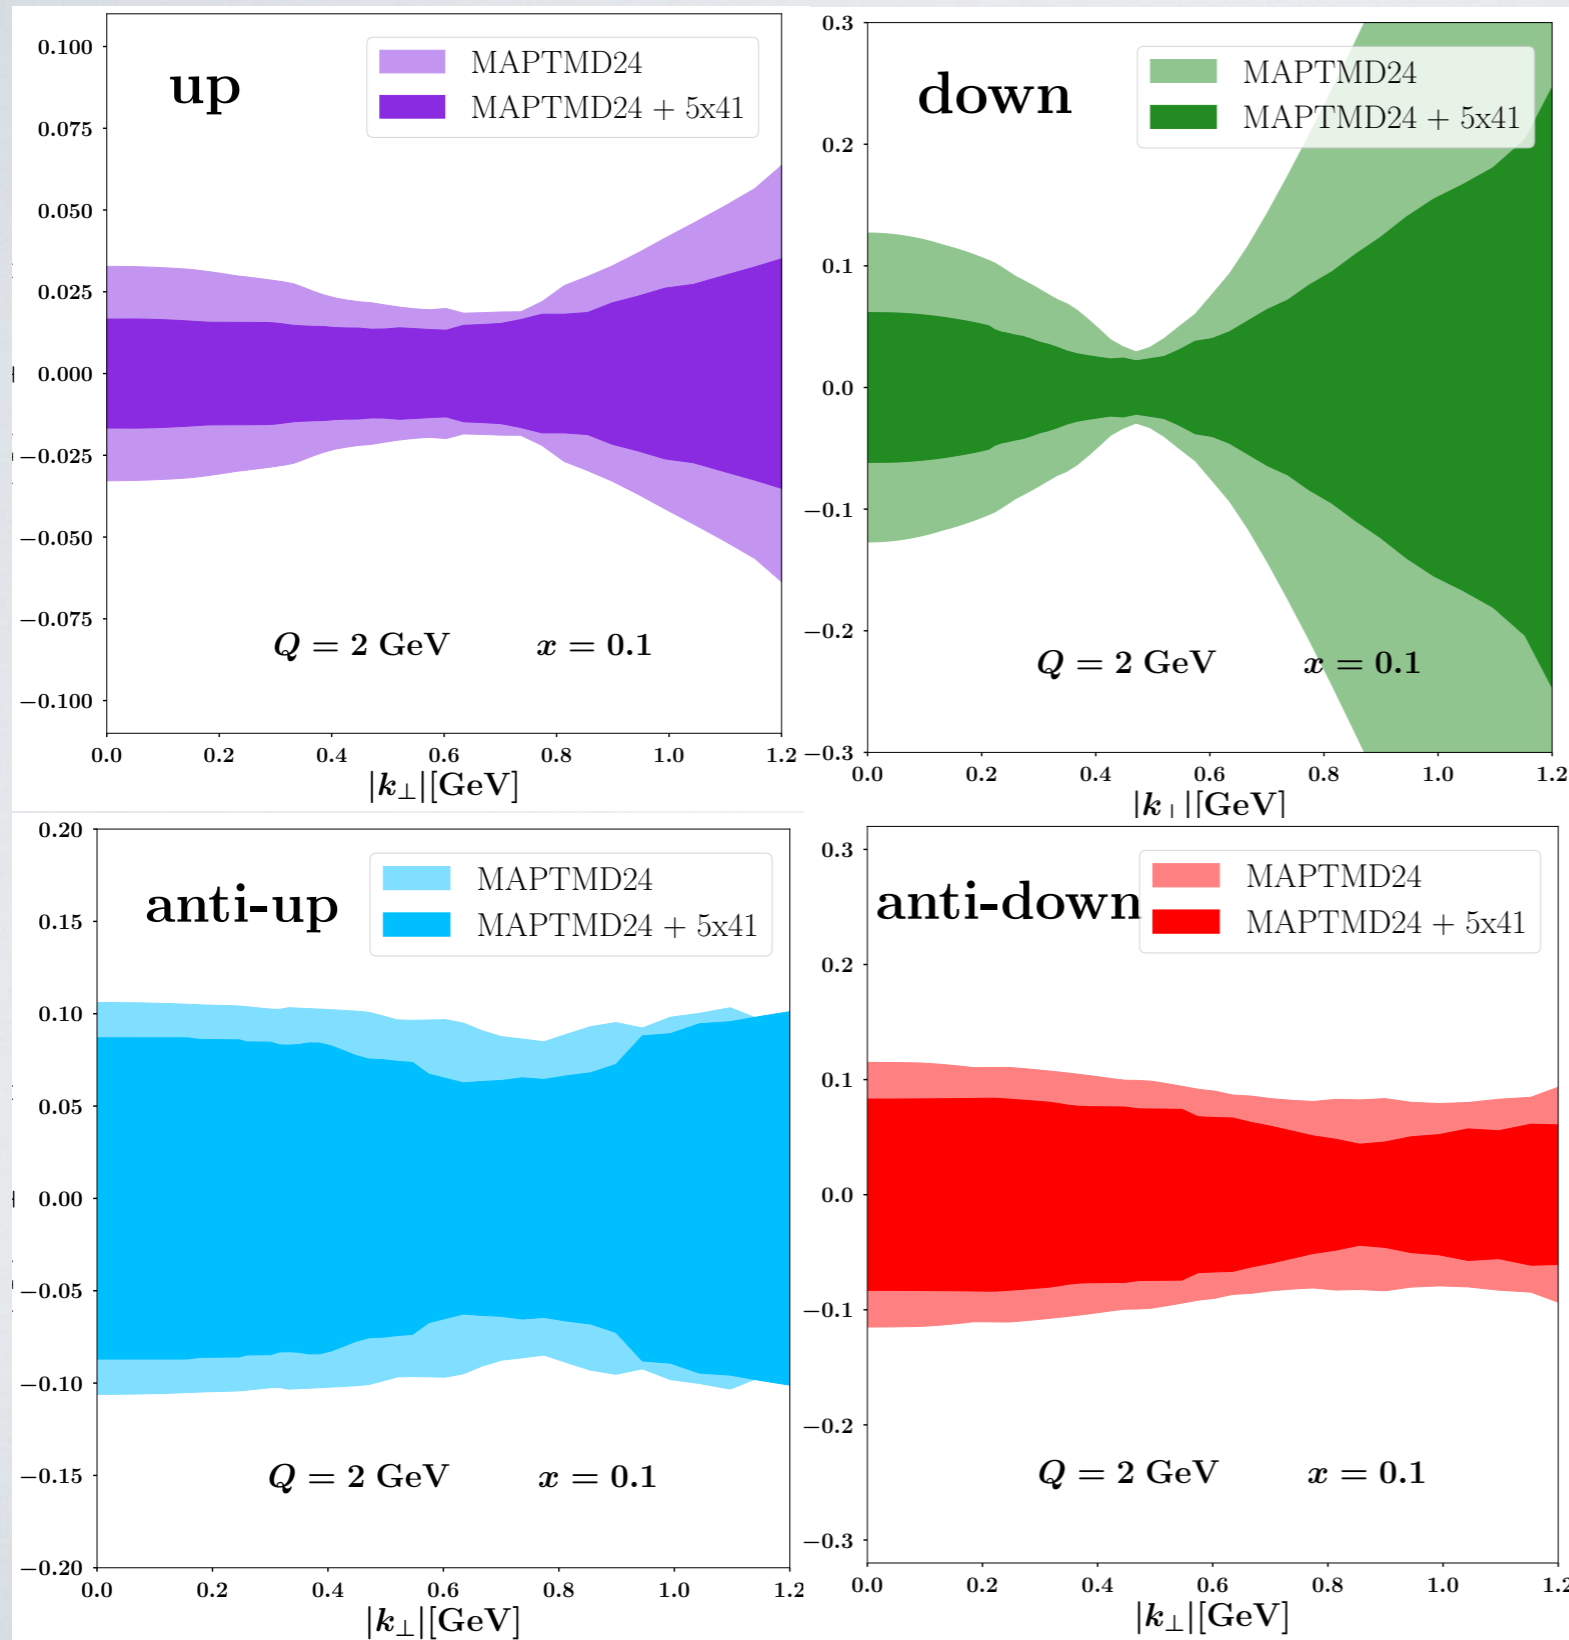 up
MAPTMD24
MAPTMD24 + 5x41
0.100
0.075
0.050
0.025
0.000
−0.025
−0.050
−0.075
−0.100
Q = 2 GeV x = 0.1
0.0 0.2 0.4 0.6 0.8 1.0 1.2
|k⊥|[GeV]
down
MAPTMD24
MAPTMD24 + 5x41
0.3
0.2
0.1
0.0
−0.1
−0.2
−0.3
Q = 2 GeV x = 0.1
0.0 0.2 0.4 0.6 0.8 1.0 1.2
|k⊥|[GeV]
anti-up
MAPTMD24
MAPTMD24 + 5x41
0.20
0.15
0.10
0.05
0.00
−0.05
−0.10
−0.15
−0.20
Q = 2 GeV x = 0.1
0.0 0.2 0.4 0.6 0.8 1.0 1.2
|k⊥|[GeV]
anti-down
MAPTMD24
MAPTMD24 + 5x41
0.3
0.2
0.1
0.0
−0.1
−0.2
−0.3
Q = 2 GeV x = 0.1
0.0 0.2 0.4 0.6 0.8 1.0 1.2
|k⊥|[GeV]